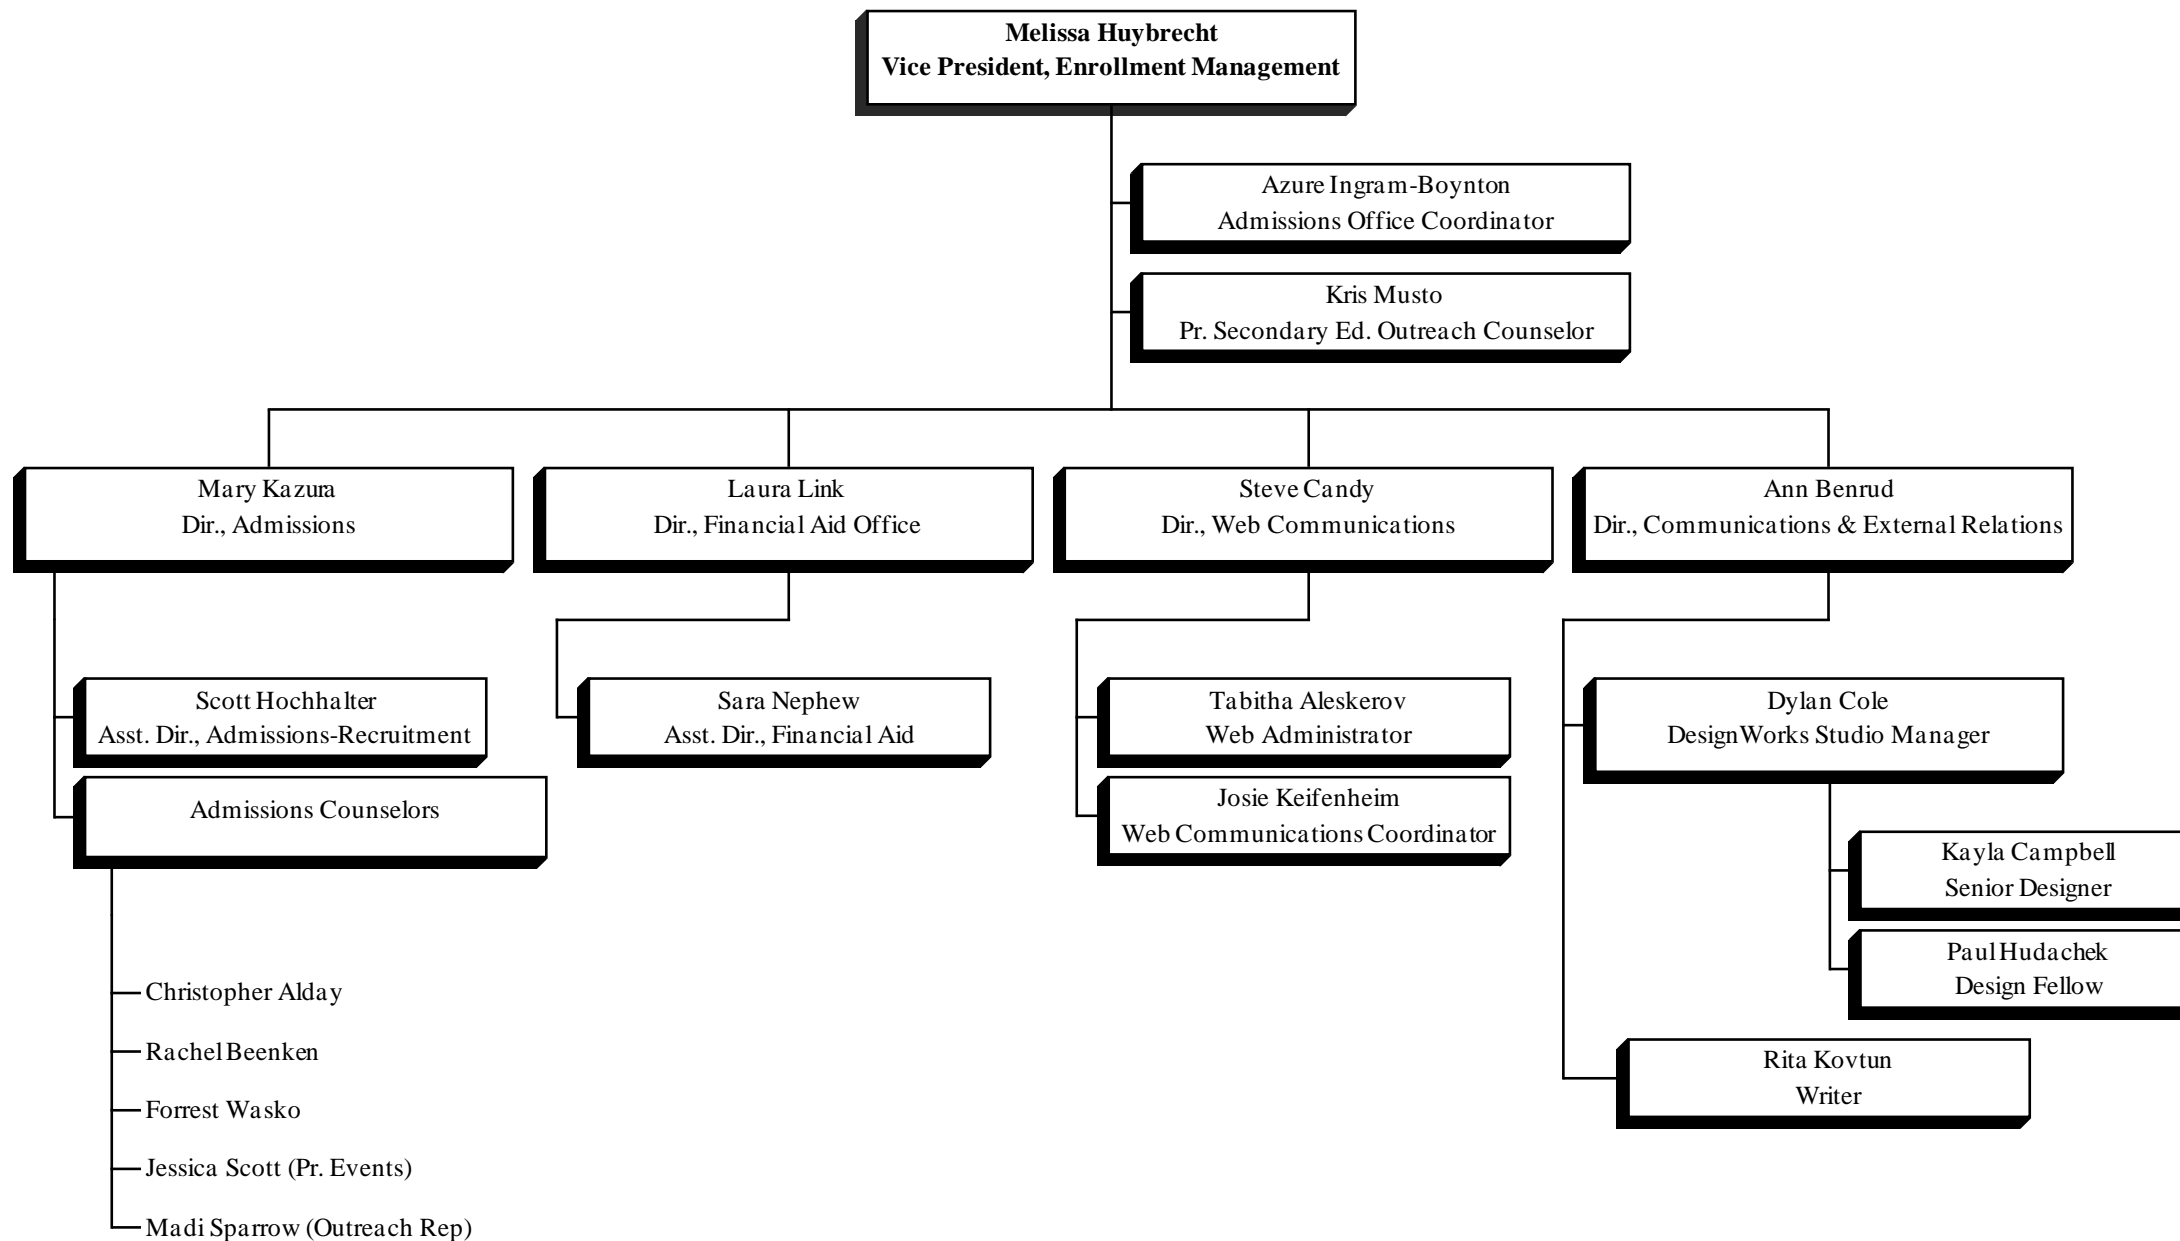 Melissa Huybrecht
Vice President, Enrollment Management
Azure Ingram-Boynton
Admissions Office Coordinator
Kris Musto
Pr. Secondary Ed. Outreach Counselor
Mary Kazura
Dir., Admissions
Laura Link
Dir., Financial Aid Office
Steve Candy
Dir., Web Communications
Ann Benrud
Dir., Communications & External Relations
Scott Hochhalter
Asst. Dir., Admissions-Recruitment
Admissions Counselors
Christopher Alday
Rachel Beenken
Forrest Wasko
Jessica Scott (Pr. Events)
Madi Sparrow (Outreach Rep)
Sara Nephew
Asst. Dir., Financial Aid
Tabitha Aleskerov
Web Administrator
Josie Keifenheim
Web Communications Coordinator
Dylan Cole
DesignWorks Studio Manager
Kayla Campbell
Senior Designer
Paul Hudachek
Design Fellow
Rita Kovtun
Writer